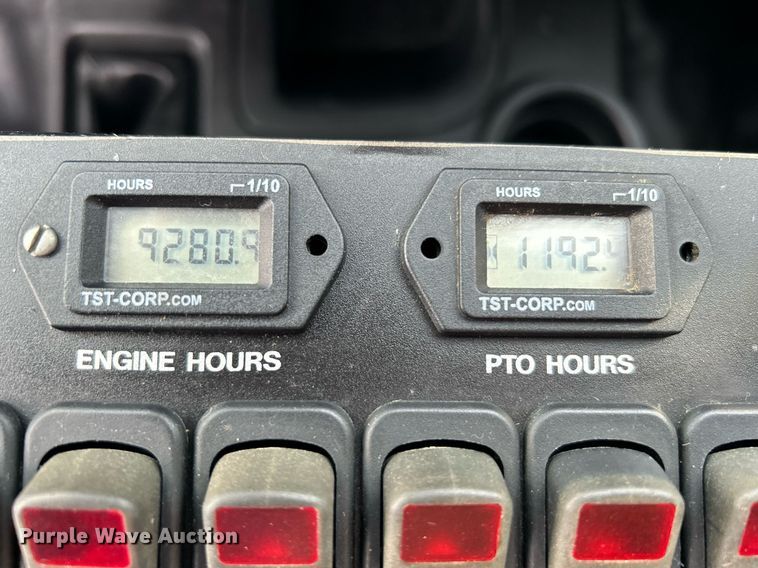 HOURS 1/10
9280.9
TST-CORP.COM
ENGINE HOURS
HOURS 1/10
1192.4
TST-CORP.COM
PTO HOURS
Purple Wave Auction